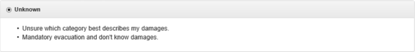 Unknown
• Unsure which category best describes my damages.
• Mandatory evacuation and don't know damages.